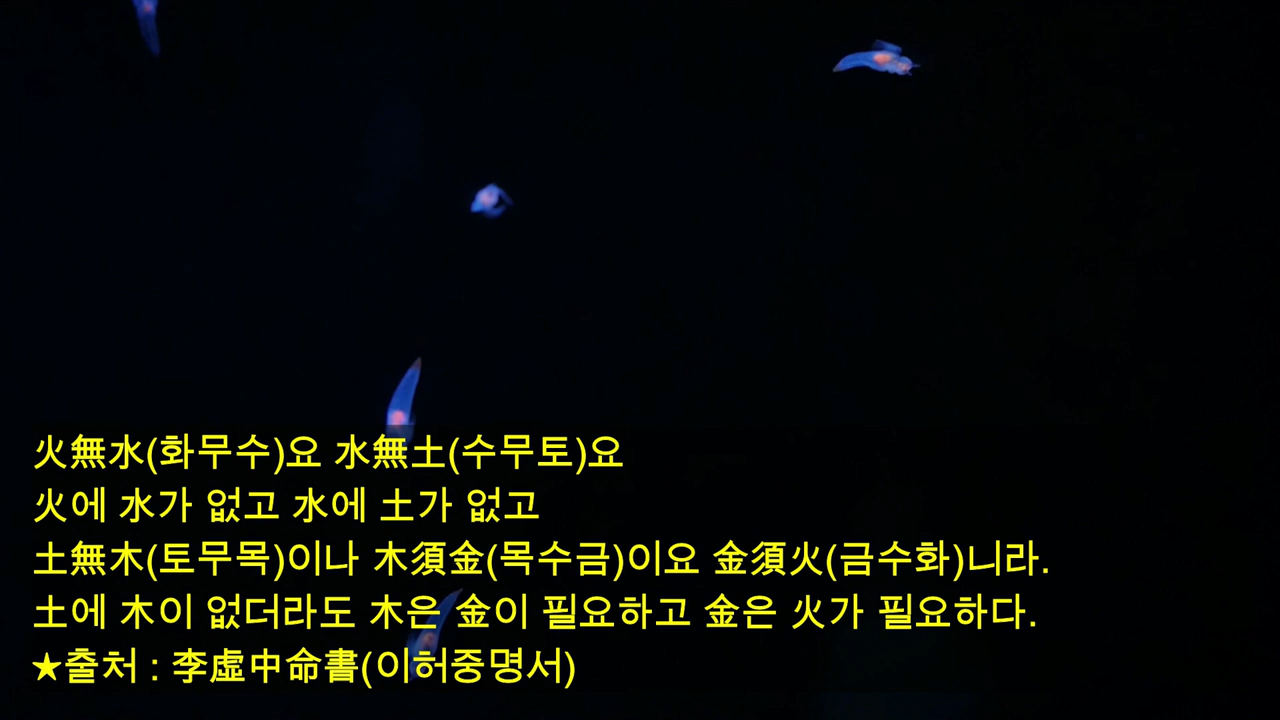 火無水(화무수)요 水無土(수무토)요
火에 水가 없고 水에 土가 없고
土無木(토무목)이나 木須金(목수금)이요 金須火(금수화)니라.
土에 木이 없더라도 木은 金이 필요하고 金은 火가 필요하다.
★출처 : 李虛中命書(이허중명서)